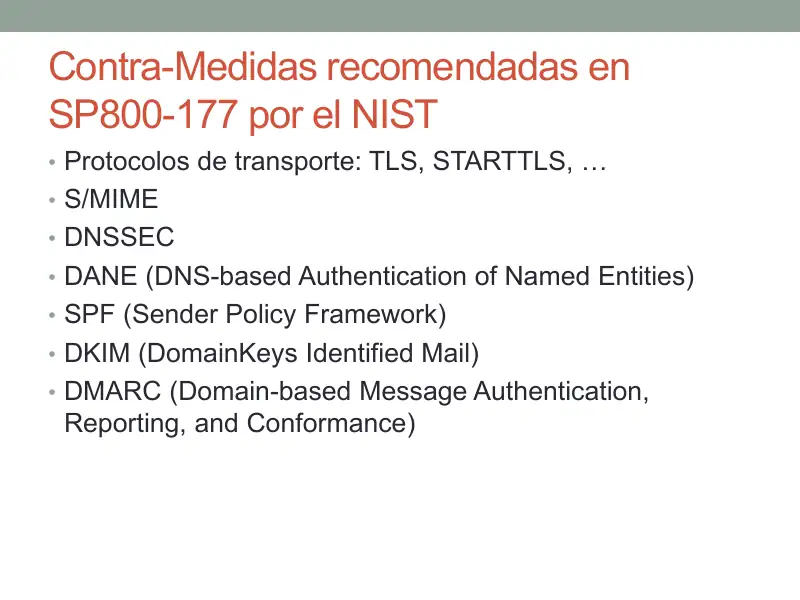 Contra-Medidas recomendadas en
SP800-177 por el NIST
• Protocolos de transporte: TLS, STARTTLS, …
• S/MIME
• DNSSEC
• DANE (DNS-based Authentication of Named Entities)
• SPF (Sender Policy Framework)
• DKIM (DomainKeys Identified Mail)
• DMARC (Domain-based Message Authentication,
Reporting, and Conformance)